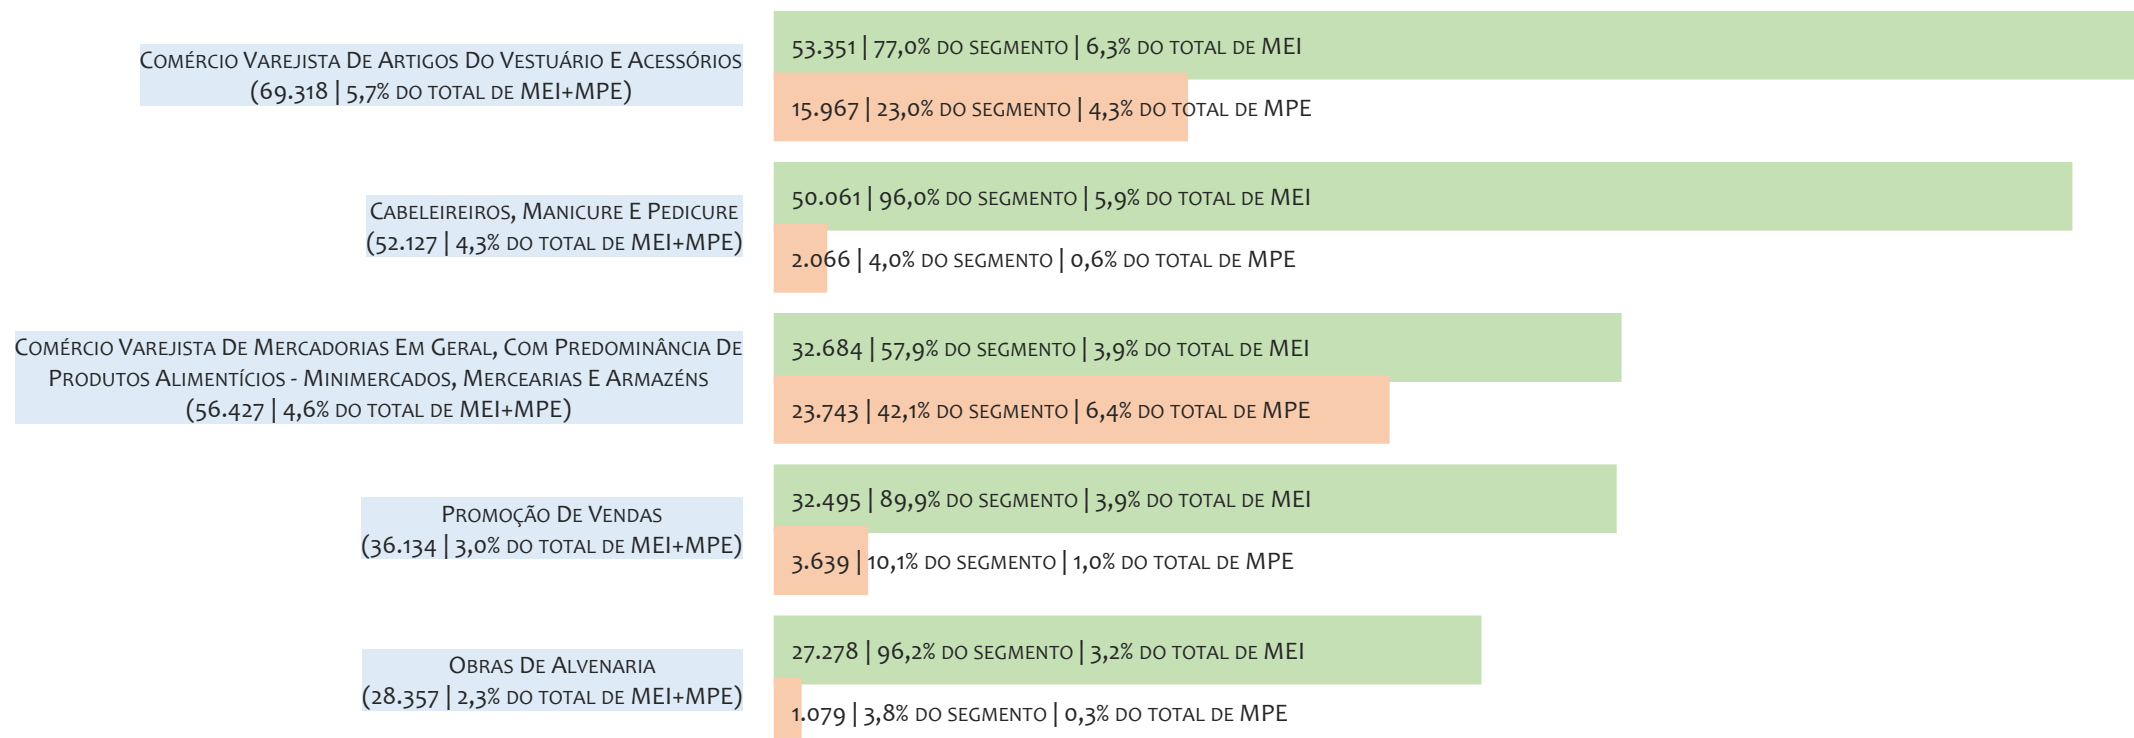 Comércio Varejista De Artigos Do Vestuário E Acessórios
(69.318 | 5,7% do total de MEI+MPE)
53.351 | 77,0% do segmento | 6,3% do total de MEI
15.967 | 23,0% do segmento | 4,3% do total de MPE
Cabeleireiros, Manicure E Pedicure
(52.127 | 4,3% do total de MEI+MPE)
50.061 | 96,0% do segmento | 5,9% do total de MEI
2.066 | 4,0% do segmento | 0,6% do total de MPE
Comércio Varejista De Mercadorias Em Geral, Com Predominância De
Produtos Alimentícios - Minimercados, Mercearias E Armazéns
(56.427 | 4,6% do total de MEI+MPE)
32.684 | 57,9% do segmento | 3,9% do total de MEI
23.743 | 42,1% do segmento | 6,4% do total de MPE
Promoção De Vendas
(36.134 | 3,0% do total de MEI+MPE)
32.495 | 89,9% do segmento | 3,9% do total de MEI
3.639 | 10,1% do segmento | 1,0% do total de MPE
Obras De Alvenaria
(28.357 | 2,3% do total de MEI+MPE)
27.278 | 96,2% do segmento | 3,2% do total de MEI
1.079 | 3,8% do segmento | 0,3% do total de MPE